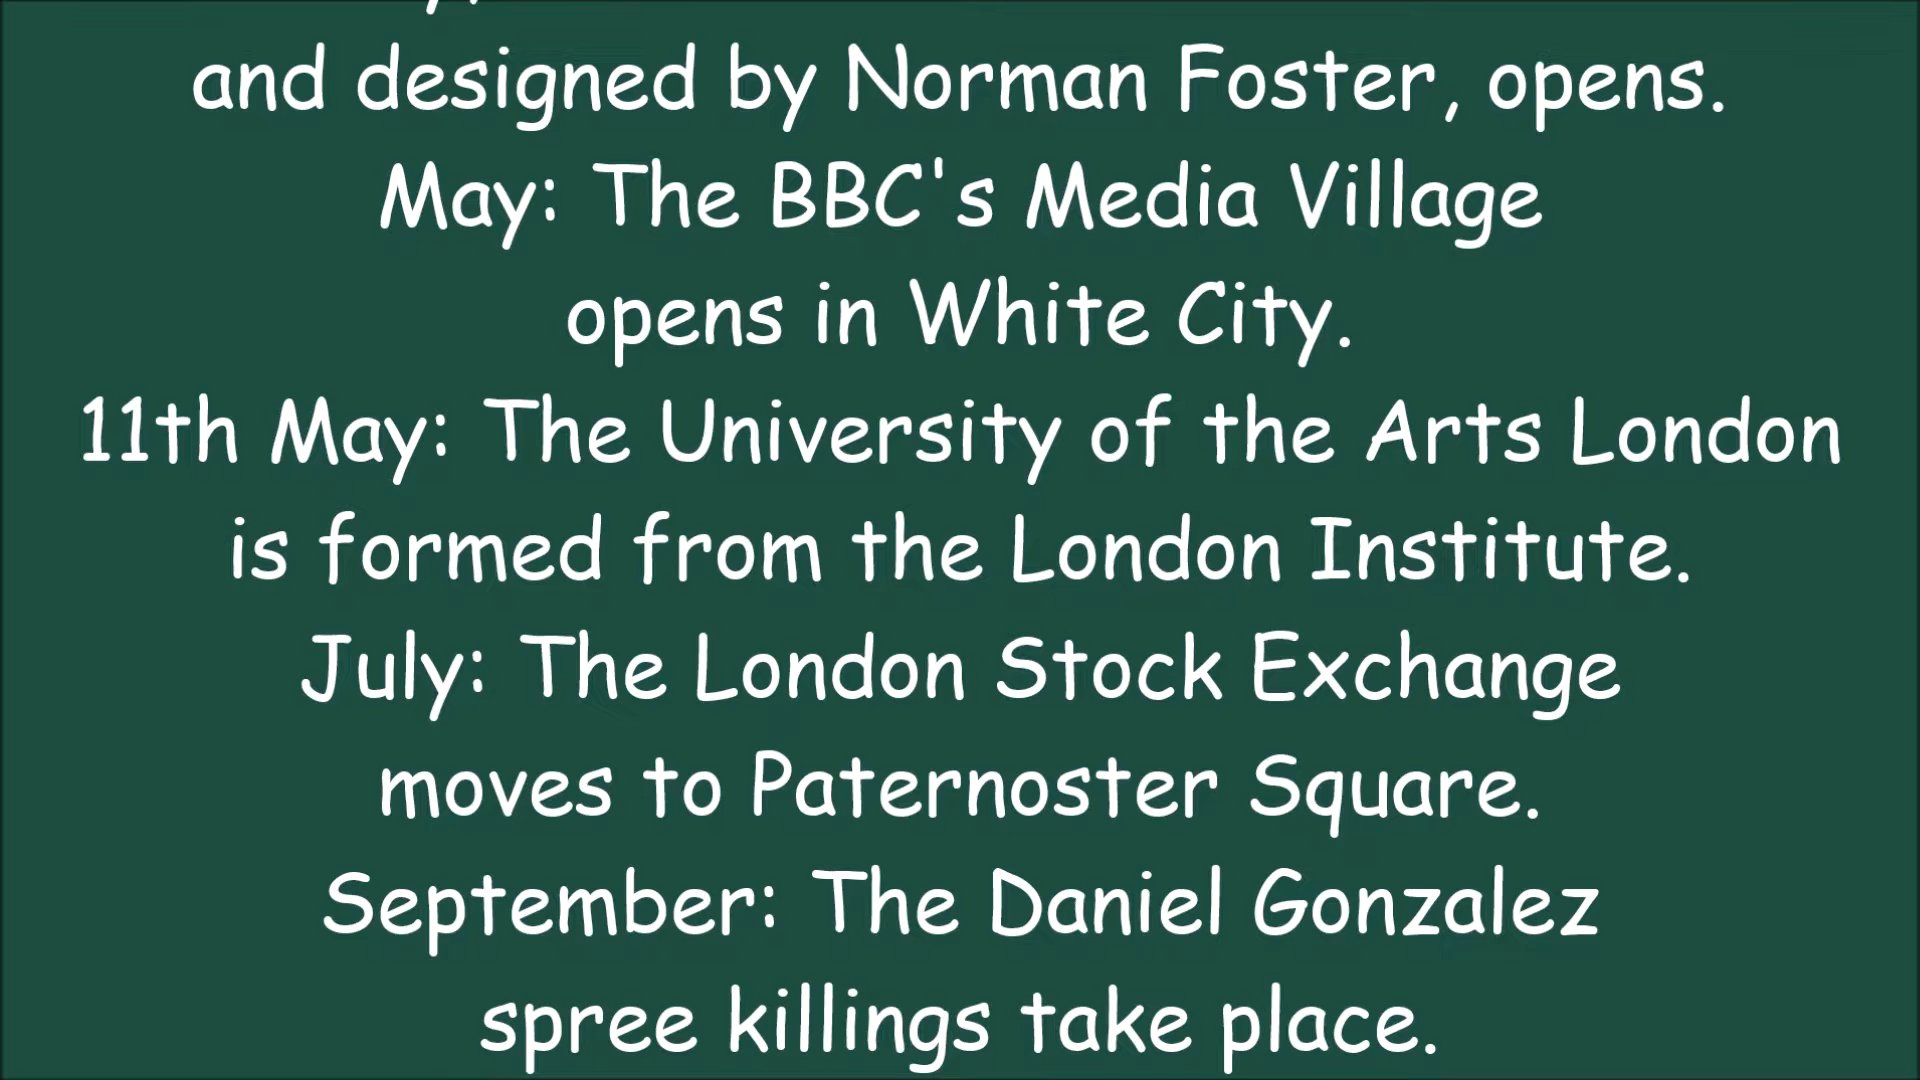 and designed by Norman Foster, opens.
May: The BBC's Media Village
opens in White City.
11th May: The University of the Arts London
is formed from the London Institute.
July: The London Stock Exchange
moves to Paternoster Square.
September: The Daniel Gonzalez
spree killings take place.